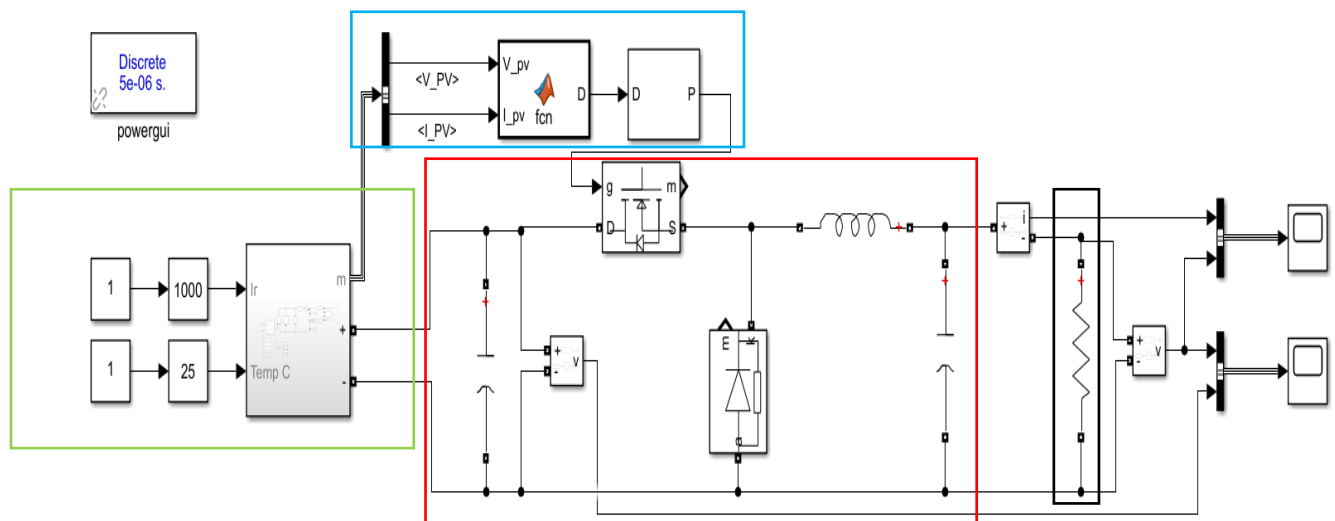 Discrete
5e-06 s.
powergui
<V_PV>
<I_PV>
V_pv
I_pv
fcn
D
D
P
g
m
D
S
1
1000
Ir
m
+
1
25
Temp C
-
+
-
v
m
k
a
+
-
i
+
-
v